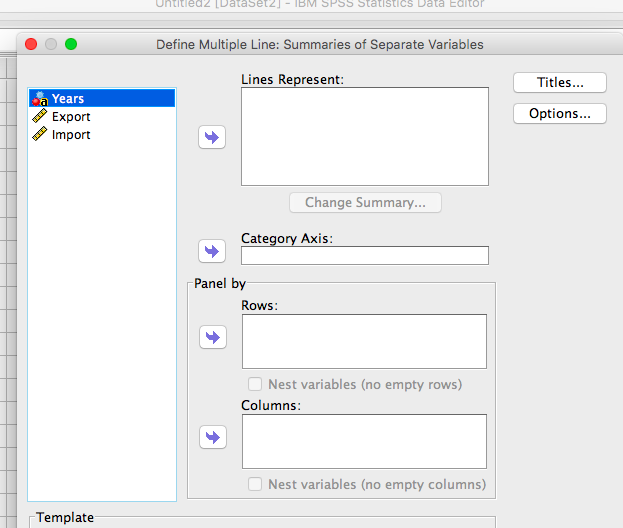 Untitled2 [DataSet2] - IBM SPSS Statistics Data Editor
Define Multiple Line: Summaries of Separate Variables
Years
Export
Import
Lines Represent:
Change Summary...
Category Axis:
Panel by
Rows:
Nest variables (no empty rows)
Columns:
Nest variables (no empty columns)
Titles...
Options...
Template